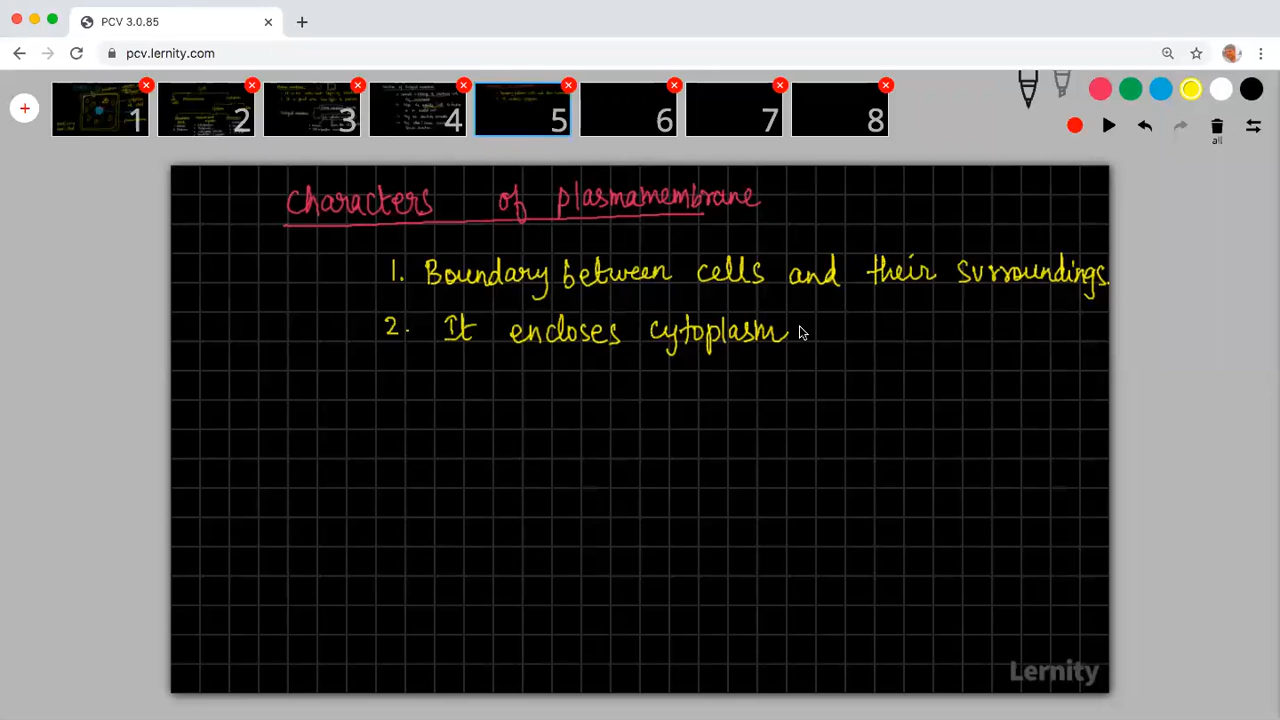 PCV 3.0.85
pcv.lernity.com
1 2 3 4 5 6 7 8
all
characters of plasmamembrane
1. Boundary between cells and their surroundings.
2. It encloses cytoplasm
Lernity